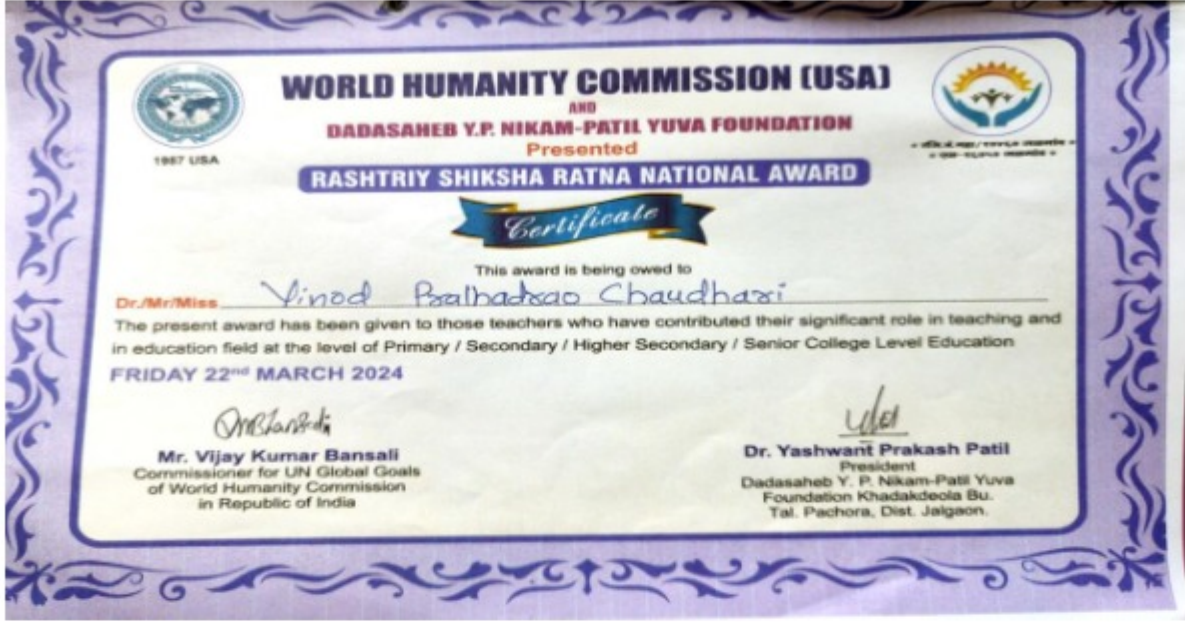 WORLD HUMANITY COMMISSION (USA)
AND
DADASAHEB Y.P. NIKAM-PATIL YUVA FOUNDATION
1987 USA
Presented
RASHTRIY SHIKSHA RATNA NATIONAL AWARD
Certificate
This award is being owed to
Dr./Mr/Miss Vinod Pralhadrao Chaudhari
The present award has been given to those teachers who have contributed their significant role in teaching and
in education field at the level of Primary / Secondary / Higher Secondary / Senior College Level Education
FRIDAY 22nd MARCH 2024
Mr. Vijay Kumar Bansali
Commissioner for UN Global Goals
of World Humanity Commission
in Republic of India
Dr. Yashwant Prakash Patil
President
Dadasaheb Y. P. Nikam-Patil Yuva
Foundation Khadakdeola Bu.
Tal. Pachora, Dist. Jalgaon.